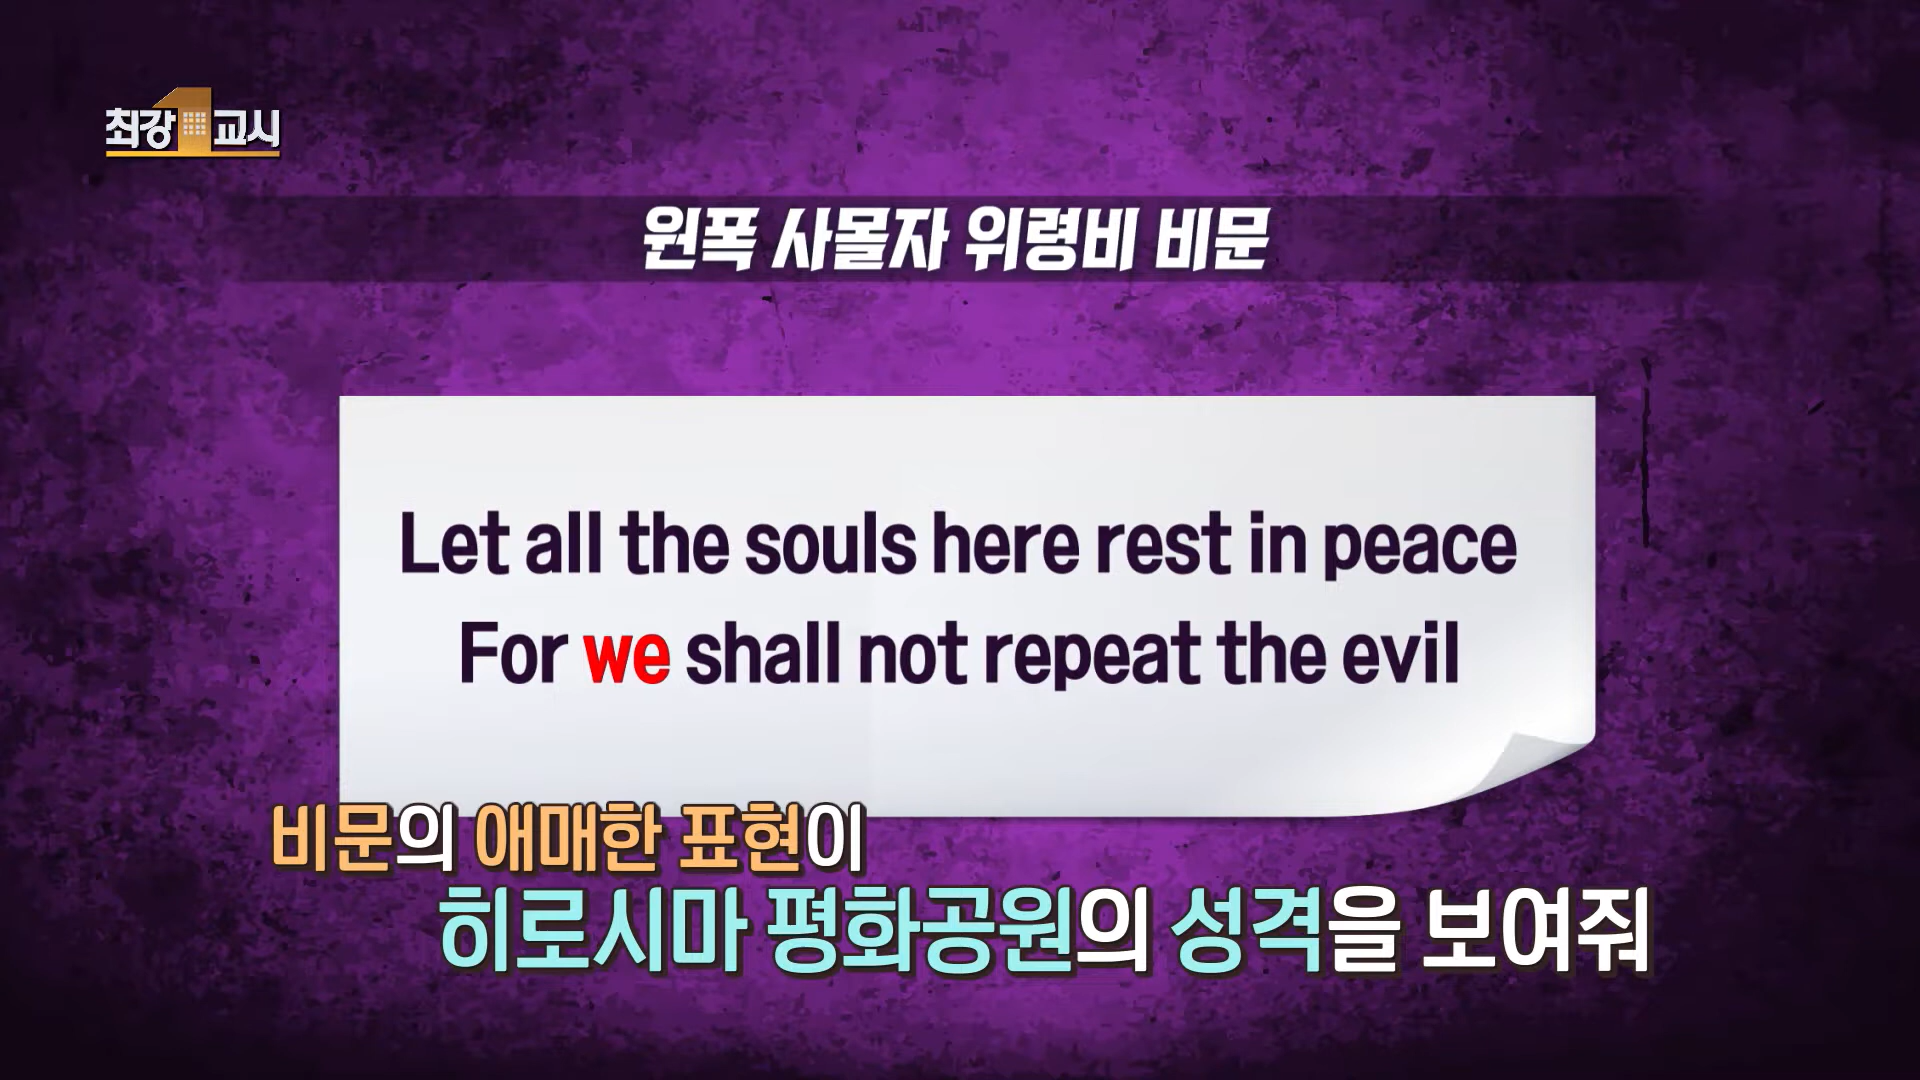 최강1교시
원폭 사몰자 위령비 비문
Let all the souls here rest in peace
For we shall not repeat the evil
비문의 애매한 표현이
히로시마 평화공원의 성격을 보여줘